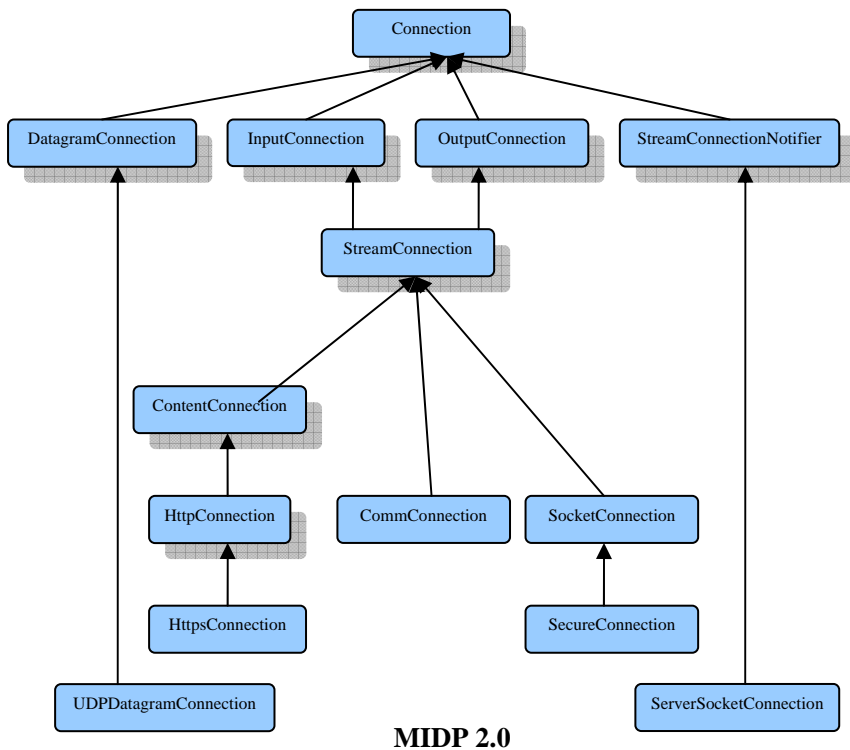 Connection
DatagramConnection
InputConnection
OutputConnection
StreamConnectionNotifier
StreamConnection
ContentConnection
HttpConnection
CommConnection
SocketConnection
HttpsConnection
SecureConnection
UDPDatagramConnection
ServerSocketConnection
MIDP 2.0